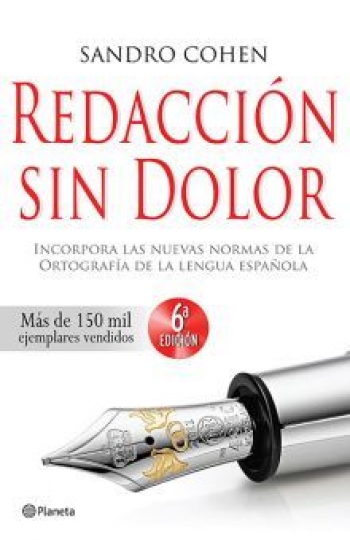 SANDRO COHEN
REDACCIÓN
SIN DOLOR
INCORPORA LAS NUEVAS NORMAS DE LA
ORTOGRAFÍA DE LA LENGUA ESPAÑOLA
Más de 150 mil
ejemplares vendidos
6ª
EDICIÓN
Planeta